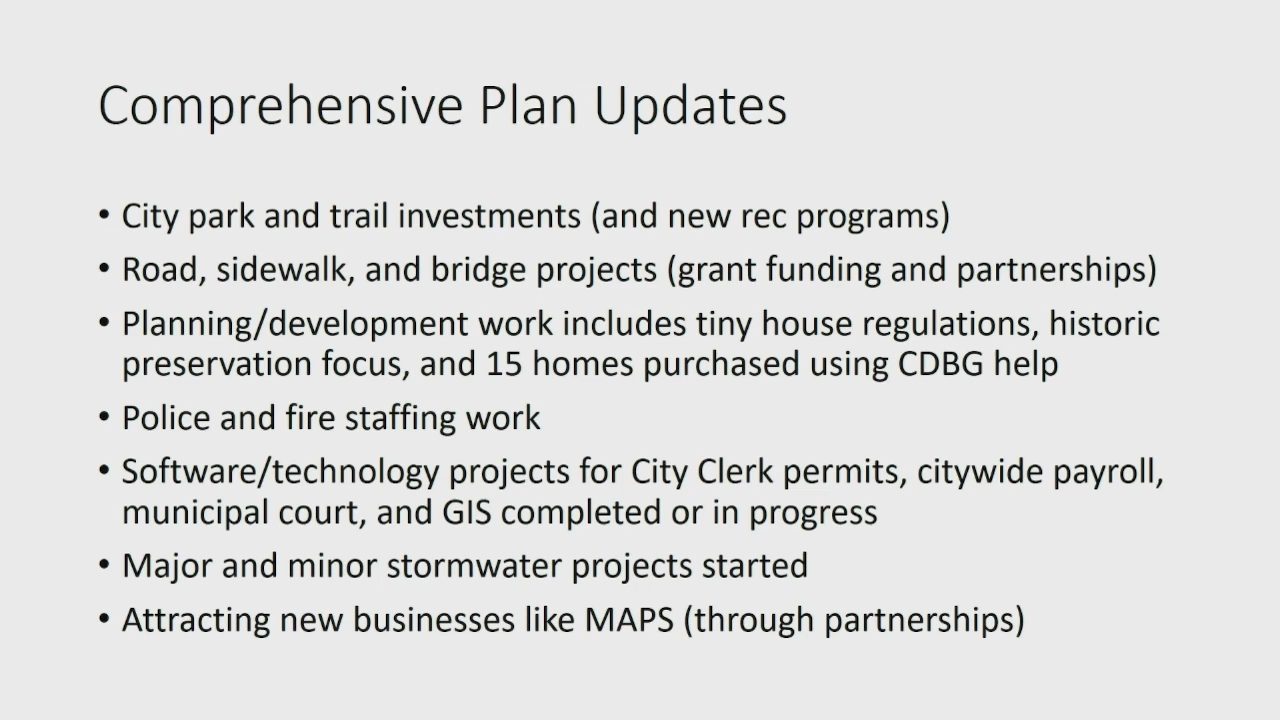 Comprehensive Plan Updates
• City park and trail investments (and new rec programs)
• Road, sidewalk, and bridge projects (grant funding and partnerships)
• Planning/development work includes tiny house regulations, historic
preservation focus, and 15 homes purchased using CDBG help
• Police and fire staffing work
• Software/technology projects for City Clerk permits, citywide payroll,
municipal court, and GIS completed or in progress
• Major and minor stormwater projects started
• Attracting new businesses like MAPS (through partnerships)